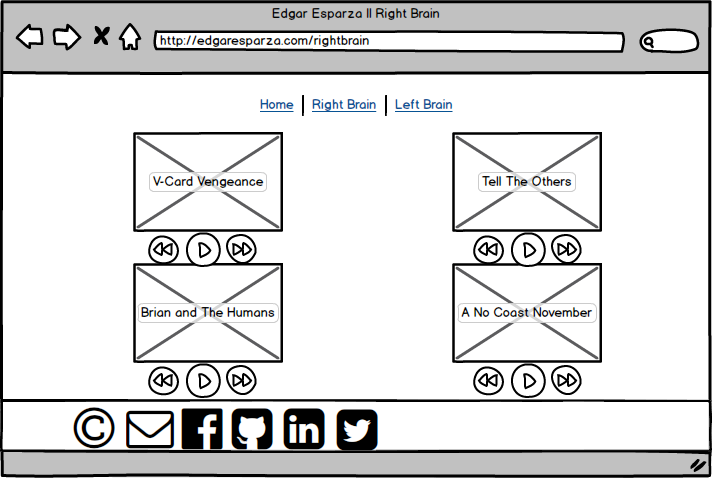 Edgar Esparza II Right Brain
http://edgaresparza.com/rightbrain
Home | Right Brain | Left Brain
V-Card Vengeance
Tell The Others
Brian and The Humans
A No Coast November
©